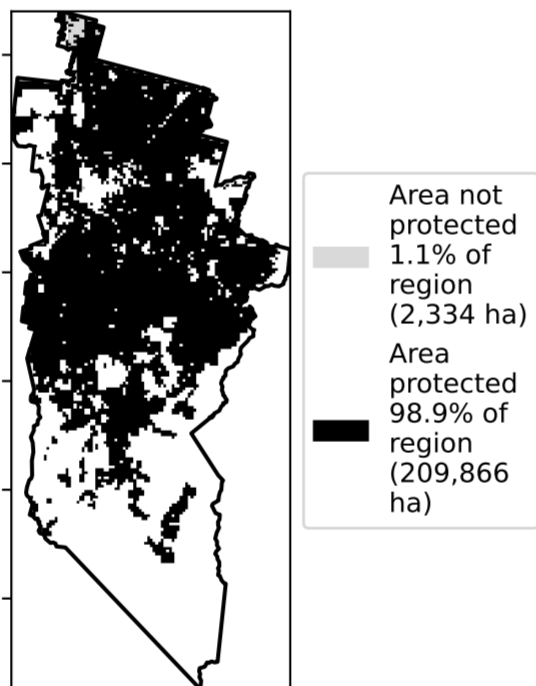 Area not
protected
1.1% of
region
(2,334 ha)
Area
protected
98.9% of
region
(209,866
ha)